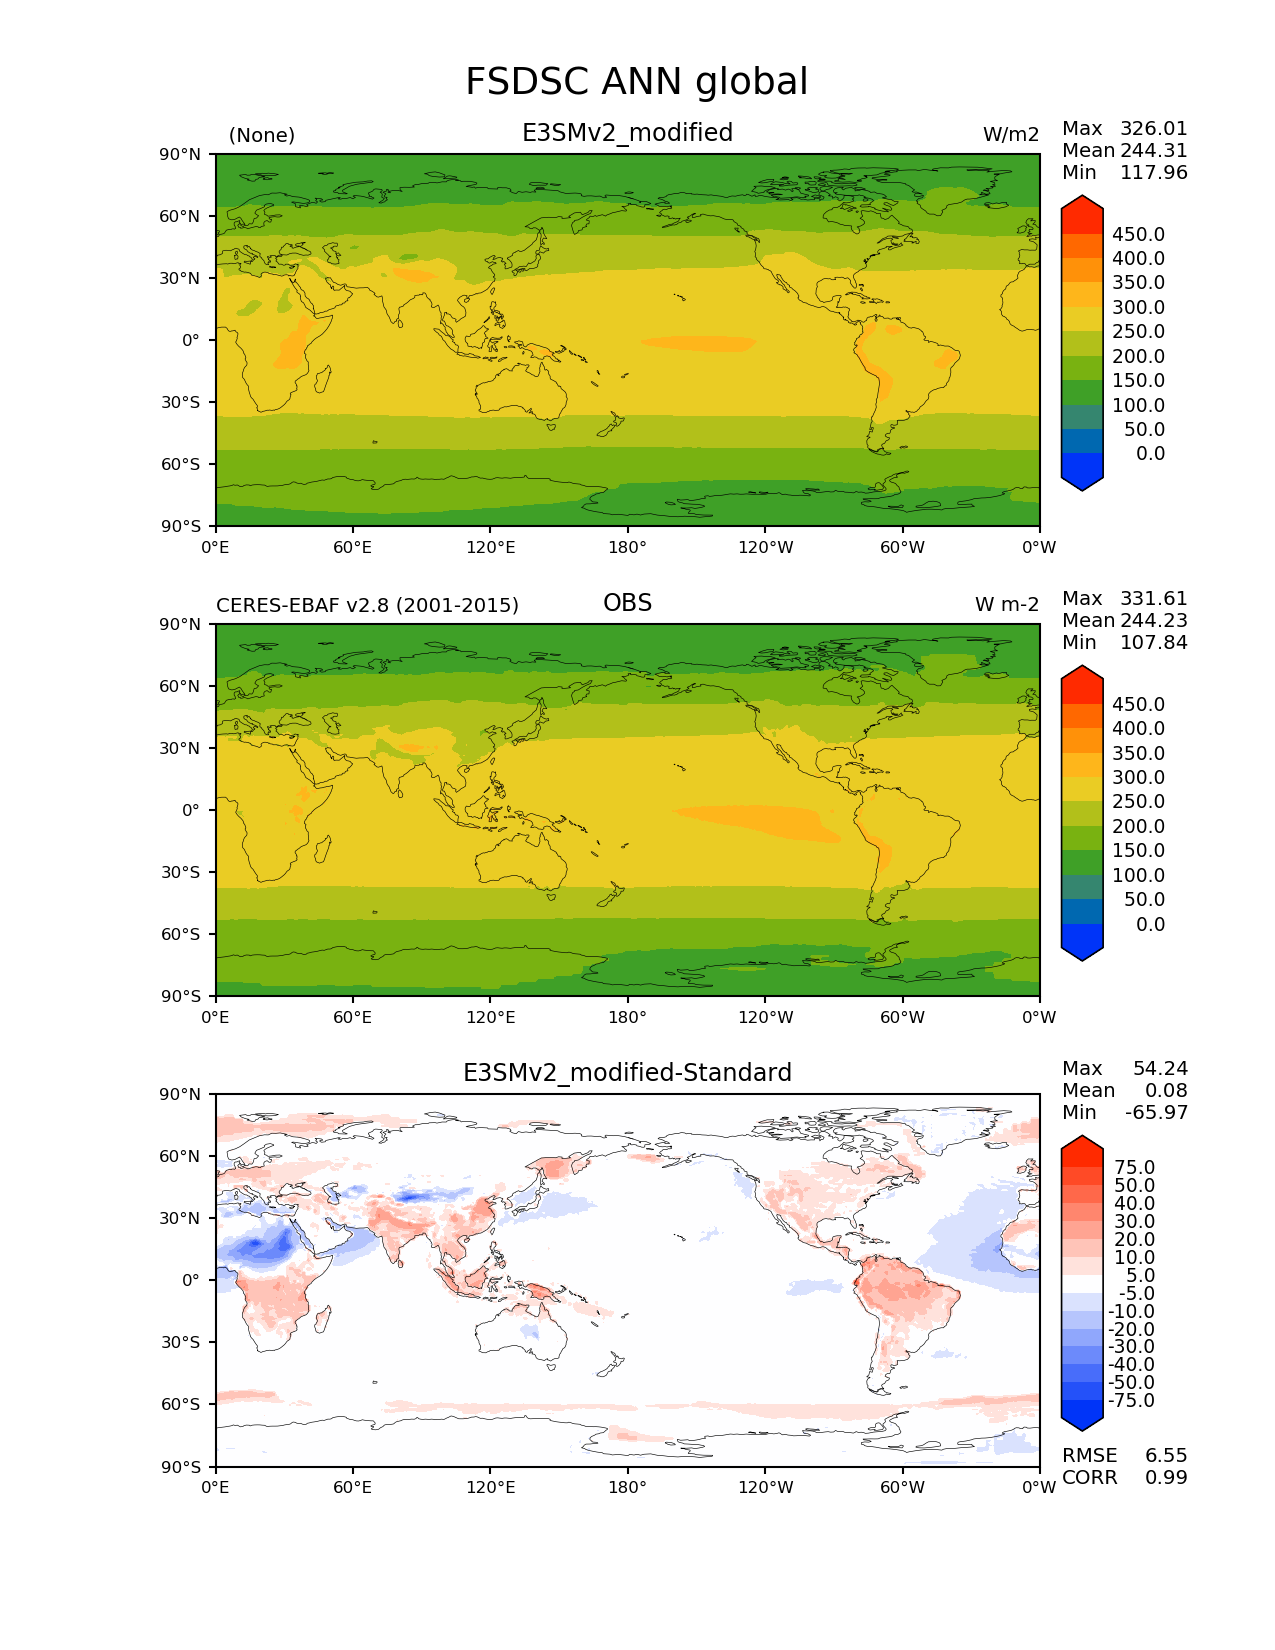 FSDSC ANN global
(None) E3SMv2_modified W/m2
Max 326.01
Mean 244.31
Min 117.96
90°N
60°N
30°N
0°
30°S
60°S
90°S
0°E 60°E 120°E 180° 120°W 60°W 0°W
450.0
400.0
350.0
300.0
250.0
200.0
150.0
100.0
50.0
0.0
CERES-EBAF v2.8 (2001-2015) OBS W m-2
Max 331.61
Mean 244.23
Min 107.84
90°N
60°N
30°N
0°
30°S
60°S
90°S
0°E 60°E 120°E 180° 120°W 60°W 0°W
450.0
400.0
350.0
300.0
250.0
200.0
150.0
100.0
50.0
0.0
E3SMv2_modified-Standard
Max 54.24
Mean 0.08
Min -65.97
90°N
60°N
30°N
0°
30°S
60°S
90°S
0°E 60°E 120°E 180° 120°W 60°W 0°W
75.0
50.0
40.0
30.0
20.0
10.0
5.0
-5.0
-10.0
-20.0
-30.0
-40.0
-50.0
-75.0
RMSE 6.55
CORR 0.99